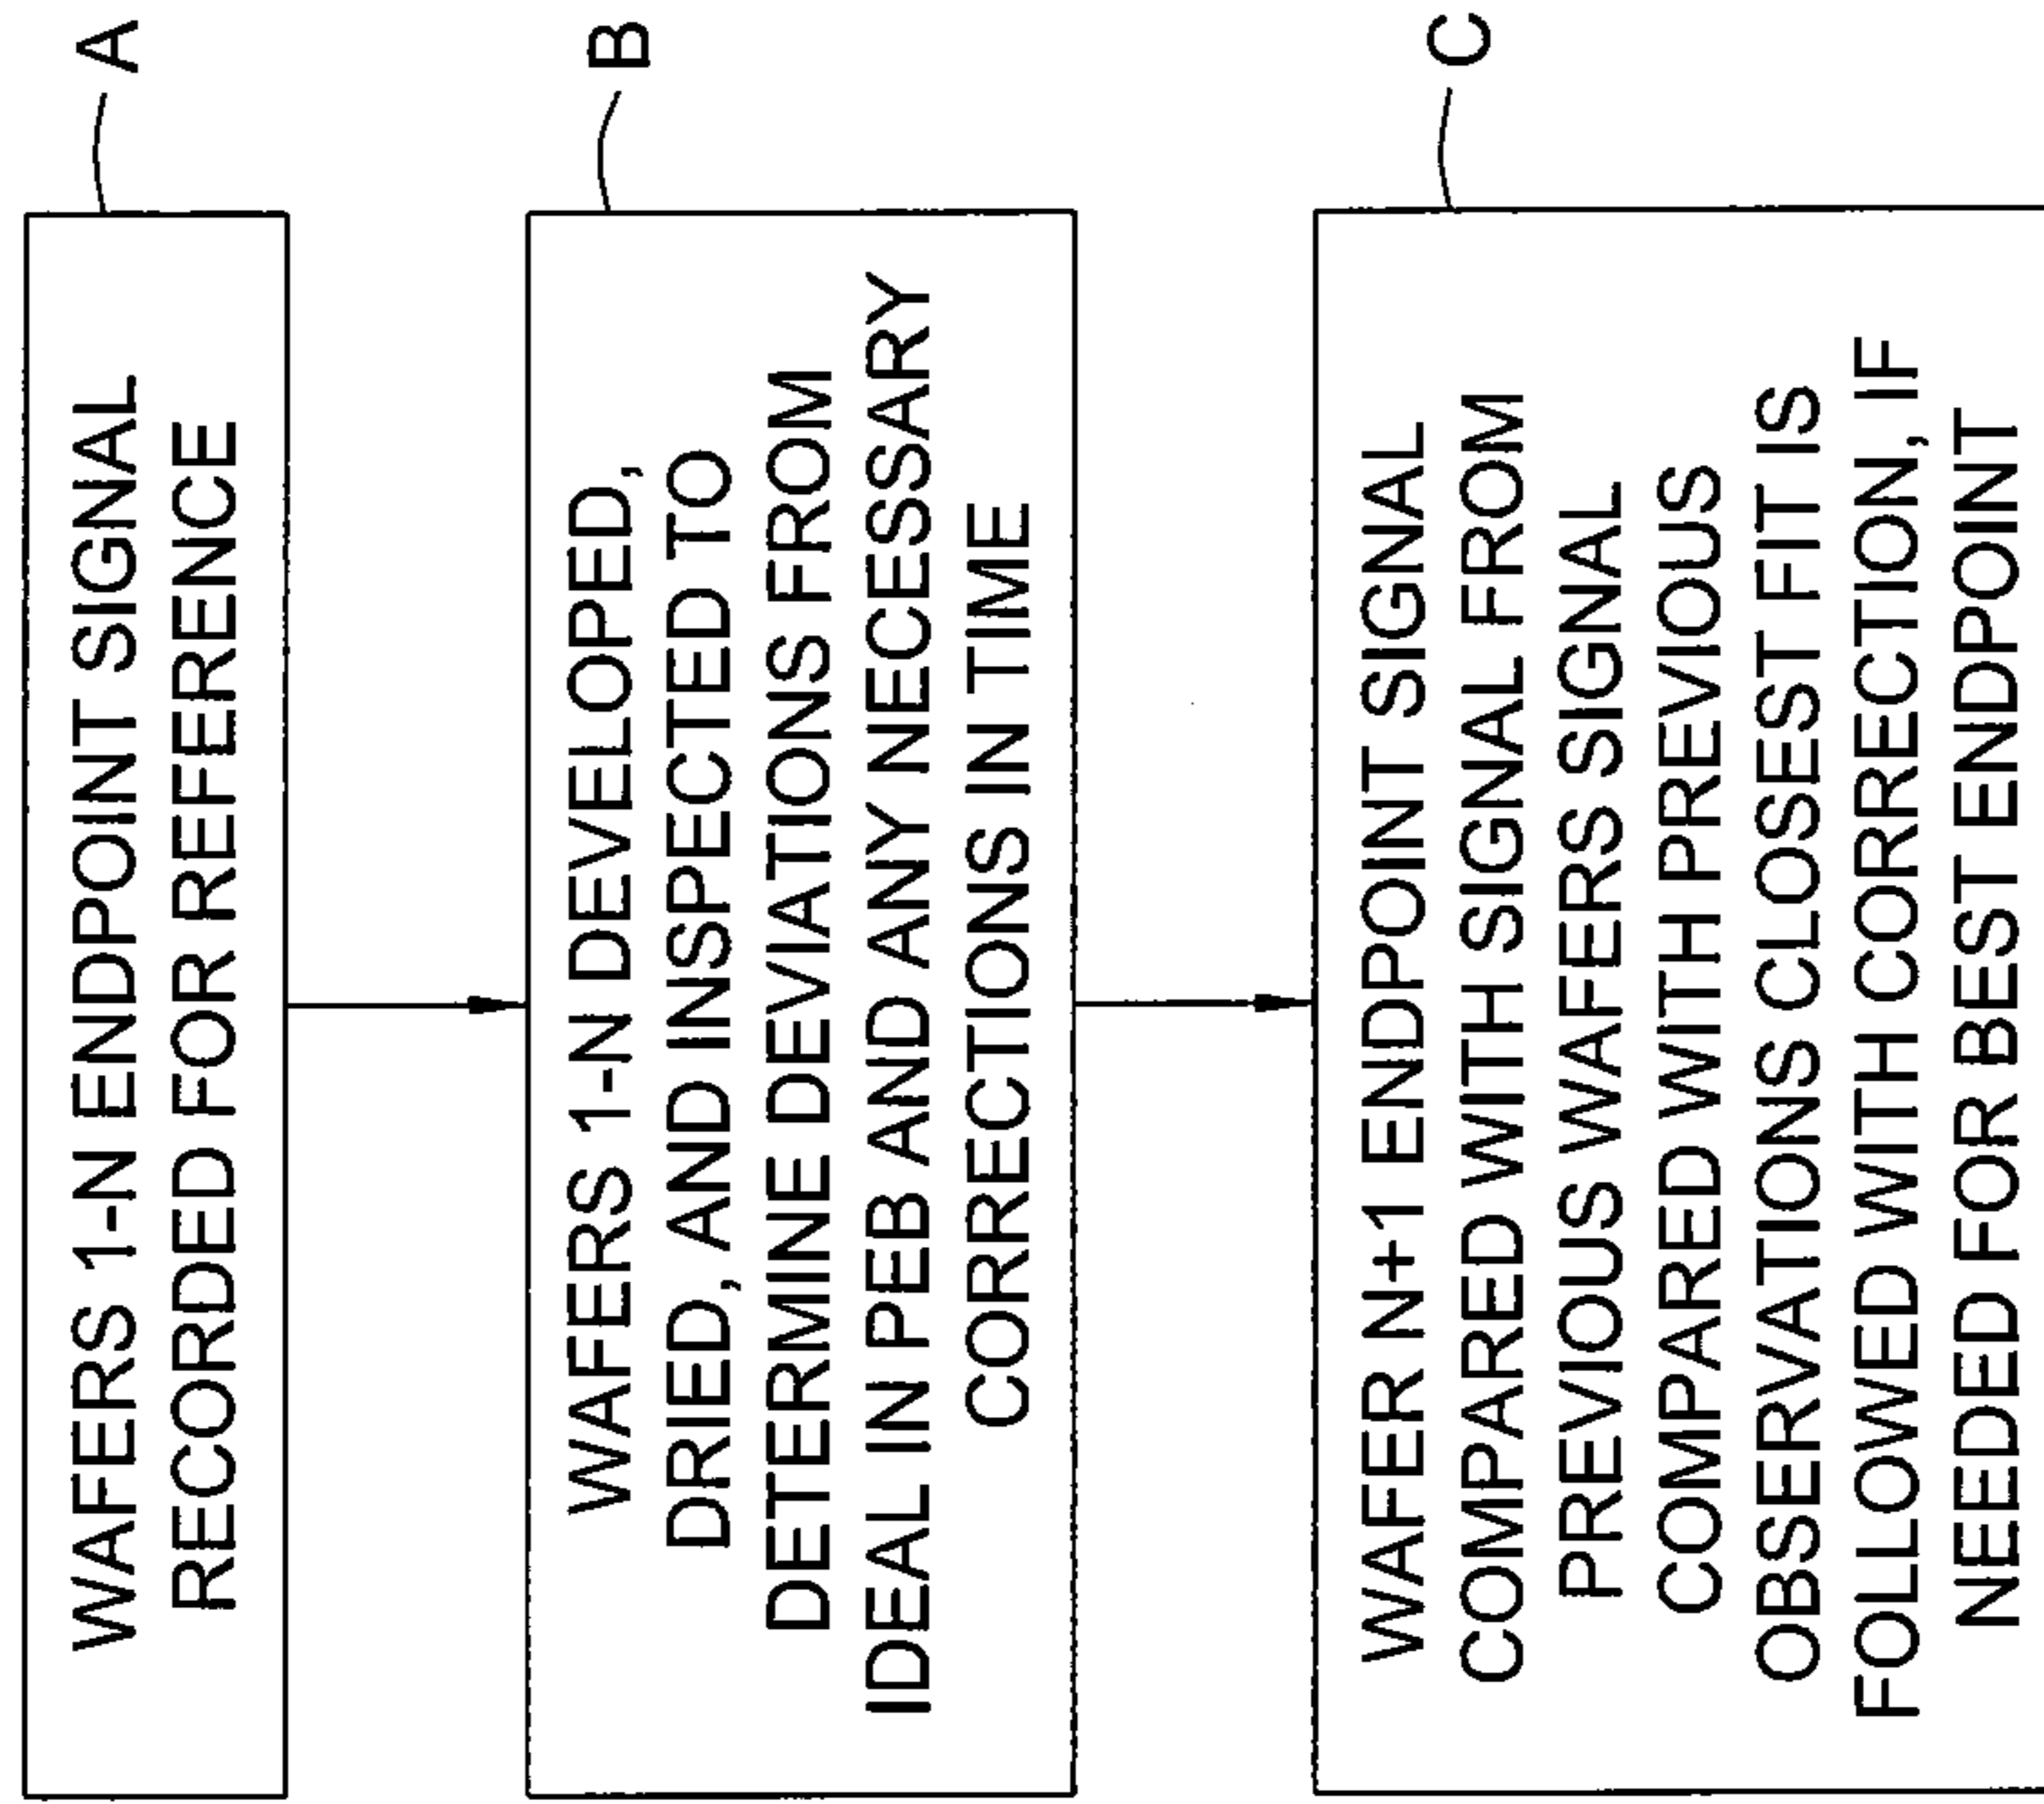 WAFERS 1-N ENDPOINT SIGNAL
RECORDED FOR REFERENCE
A
WAFERS 1-N DEVELOPED,
DRIED, AND INSPECTED TO
DETERMINE DEVIATIONS FROM
IDEAL IN PEB AND ANY NECESSARY
CORRECTIONS IN TIME
B
WAFER N+1 ENDPOINT SIGNAL
COMPARED WITH SIGNAL FROM
PREVIOUS WAFERS SIGNAL
COMPARED WITH PREVIOUS
OBSERVATIONS CLOSEST FIT IS
FOLLOWED WITH CORRECTION, IF
NEEDED FOR BEST ENDPOINT
C